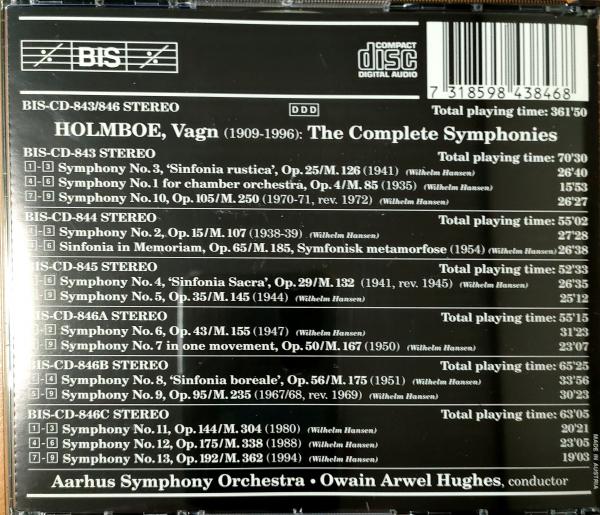 BIS
COMPACT
disc
DIGITAL AUDIO
7 318598 438468
BIS-CD-843/846 STEREO DDD Total playing time: 361'50
HOLMBOE, Vagn (1909-1996): The Complete Symphonies
BIS-CD-843 STEREO Total playing time: 70'30
1-3 Symphony No.3, 'Sinfonia rustica', Op.25/M.126 (1941) (Wilhelm Hansen) 26'40
4-6 Symphony No.1 for chamber orchestra, Op.4/M.85 (1935) (Wilhelm Hansen) 15'53
7-9 Symphony No.10, Op.105/M.250 (1970-71, rev. 1972) (Wilhelm Hansen) 26'27
BIS-CD-844 STEREO Total playing time: 55'02
-3 Symphony No.2, Op.15/M.107 (1938-39) (Wilhelm Hansen) 27'28
-6 Sinfonia in Memoriam, Op.65/M.185, Symfonisk metamorfose (1954) (Wilhelm Hansen) 26'38
BIS-CD-845 STEREO Total playing time: 52'33
-6 Symphony No.4, 'Sinfonia Sacra', Op.29/M.132 (1941, rev. 1945) (Wilhelm Hansen) 26'35
-9 Symphony No.5, Op.35/M.145 (1944) (Wilhelm Hansen) 25'12
BIS-CD-846A STEREO Total playing time: 55'15
-2 Symphony No.6, Op.43/M.155 (1947) (Wilhelm Hansen) 31'23
-9 Symphony No.7 in one movement, Op.50/M.167 (1950) (Wilhelm Hansen) 23'07
BIS-CD-846B STEREO Total playing time: 65'25
-4 Symphony No.8, 'Sinfonia boreale', Op.56/M.175 (1951) (Wilhelm Hansen) 33'56
-9 Symphony No.9, Op.95/M.235 (1967/68, rev. 1969) (Wilhelm Hansen) 30'23
BIS-CD-846C STEREO Total playing time: 63'05
1-3 Symphony No.11, Op.144/M.304 (1980) (Wilhelm Hansen) 20'21
4-6 Symphony No.12, Op.175/M.338 (1988) (Wilhelm Hansen) 23'05
7-9 Symphony No.13, Op.192/M.362 (1994) (Wilhelm Hansen) 19'03
Aarhus Symphony Orchestra • Owain Arwel Hughes, conductor
MADE IN AUSTRIA